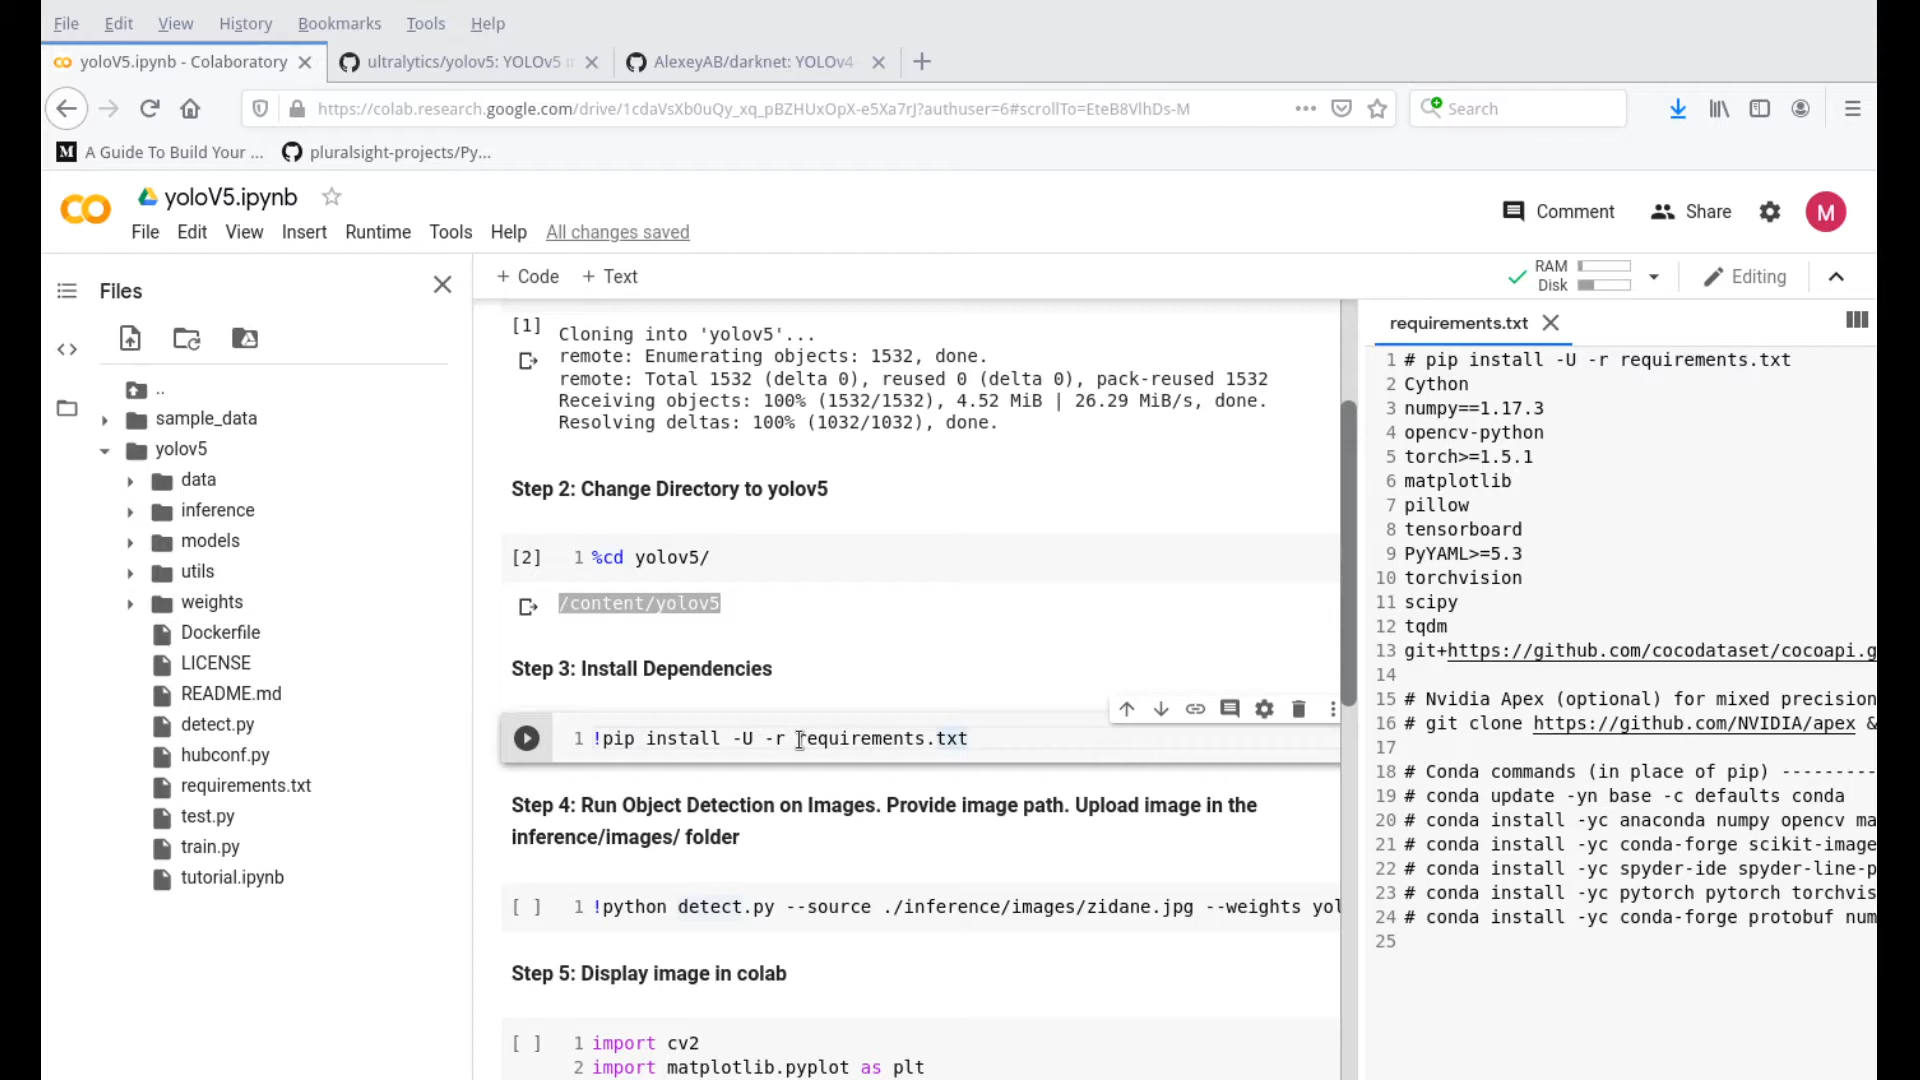 File Edit View History Bookmarks Tools Help
yoloV5.ipynb - Colaboratory
ultralytics/yolov5: YOLOv5
AlexeyAB/darknet: YOLOv4
https://colab.research.google.com/drive/1cdaVsXb0uQy_xq_pBZHUxOpX-e5Xa7rJ?authuser=6#scrollTo=EteB8VlhDs-M
Search
M A Guide To Build Your ...
pluralsight-projects/Py...
yoloV5.ipynb
File Edit View Insert Runtime Tools Help All changes saved
Comment
Share
M
Files
+ Code + Text
RAM
Disk
Editing
..
sample_data
yolov5
data
inference
models
utils
weights
Dockerfile
LICENSE
README.md
detect.py
hubconf.py
requirements.txt
test.py
train.py
tutorial.ipynb
[1] Cloning into 'yolov5'...
remote: Enumerating objects: 1532, done.
remote: Total 1532 (delta 0), reused 0 (delta 0), pack-reused 1532
Receiving objects: 100% (1532/1532), 4.52 MiB | 26.29 MiB/s, done.
Resolving deltas: 100% (1032/1032), done.
Step 2: Change Directory to yolov5
[2] 1 %cd yolov5/
/content/yolov5
Step 3: Install Dependencies
1 !pip install -U -r requirements.txt
Step 4: Run Object Detection on Images. Provide image path. Upload image in the
inference/images/ folder
[ ] 1 !python detect.py --source ./inference/images/zidane.jpg --weights yol
Step 5: Display image in colab
[ ] 1 import cv2
2 import matplotlib.pyplot as plt
requirements.txt
1 # pip install -U -r requirements.txt
2 Cython
3 numpy==1.17.3
4 opencv-python
5 torch>=1.5.1
6 matplotlib
7 pillow
8 tensorboard
9 PyYAML>=5.3
10 torchvision
11 scipy
12 tqdm
13 git+https://github.com/cocodataset/cocoapi.g
14
15 # Nvidia Apex (optional) for mixed precision
16 # git clone https://github.com/NVIDIA/apex &
17
18 # Conda commands (in place of pip) ---------
19 # conda update -yn base -c defaults conda
20 # conda install -yc anaconda numpy opencv ma
21 # conda install -yc conda-forge scikit-image
22 # conda install -yc spyder-ide spyder-line-p
23 # conda install -yc pytorch pytorch torchvis
24 # conda install -yc conda-forge protobuf num
25